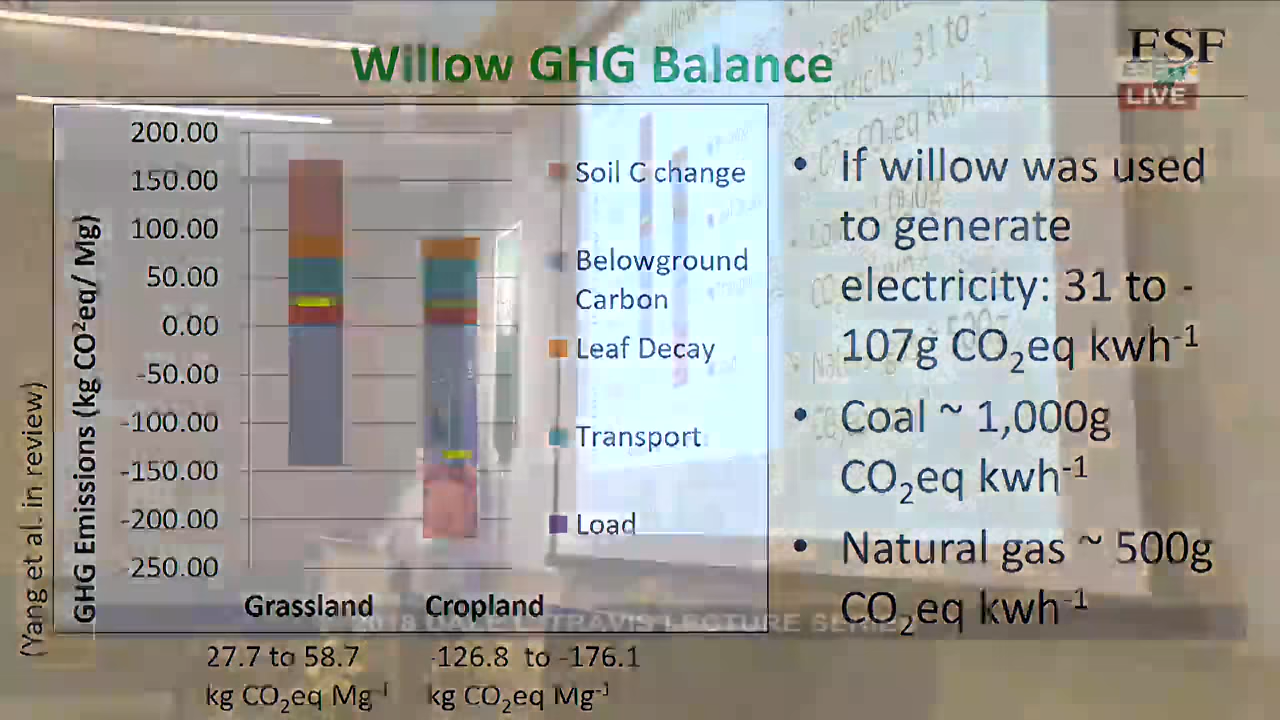 Willow GHG Balance
ESF
LIVE
200.00
150.00
100.00
50.00
0.00
-50.00
-100.00
-150.00
-200.00
-250.00
GHG Emissions (kg CO²eq/ Mg)
(Yang et al. in review)
Soil C change
Belowground
Carbon
Leaf Decay
Transport
Load
Grassland
Cropland
27.7 to 58.7
kg CO₂eq Mg⁻¹
-126.8 to -176.1
kg CO₂eq Mg⁻¹
• If willow was used
to generate
electricity: 31 to -
107g CO₂eq kwh⁻¹
• Coal ~ 1,000g
CO₂eq kwh⁻¹
• Natural gas ~ 500g
CO₂eq kwh⁻¹
TRAVIS LECTURE SERIES